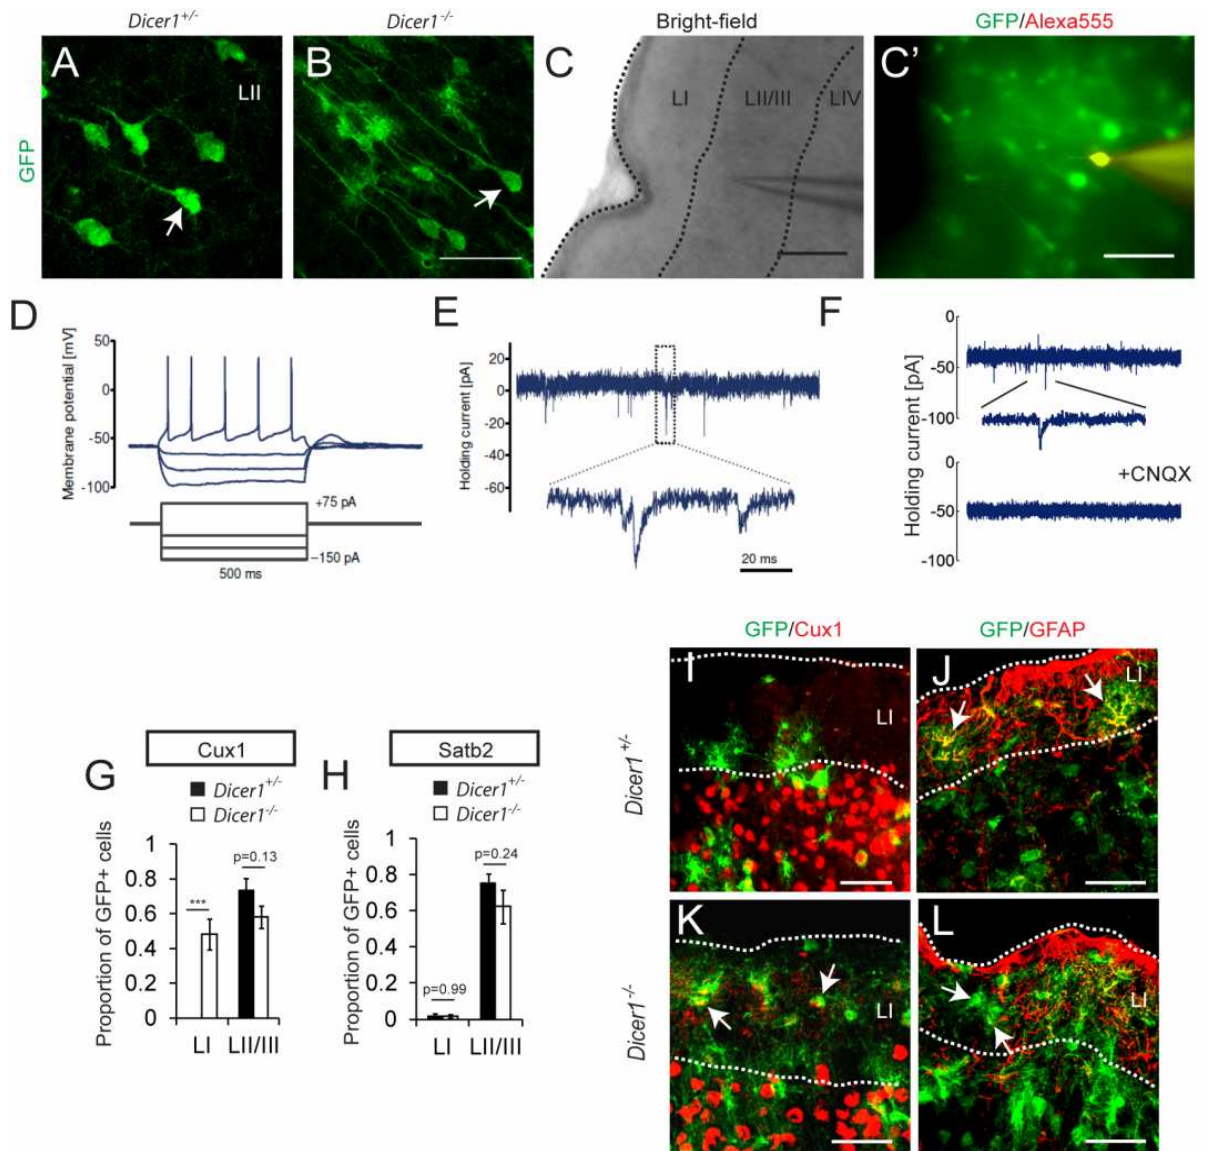 Dicer1+/-
Dicer1-/-
Bright-field
GFP/Alexa555
GFP
A
LII
B
C
LI
LII/III
LIV
C’
D
Membrane potential [mV]
50
0
-50
-100
+75 pA
−150 pA
500 ms
E
Holding current [pA]
20
0
-20
-40
-60
20 ms
F
Holding current [pA]
0
-50
-100
+CNQX
0
-50
-100
G
Cux1
Dicer1+/-
Dicer1-/-
Proportion of GFP+ cells
1
0.8
0.6
0.4
0.2
0
***
p=0.13
LI
LII/III
H
Satb2
Dicer1+/-
Dicer1-/-
Proportion of GFP+ cells
1
0.8
0.6
0.4
0.2
0
p=0.99
p=0.24
LI
LII/III
GFP/Cux1
GFP/GFAP
Dicer1+/-
I
LI
J
LI
Dicer1-/-
K
LI
L
LI